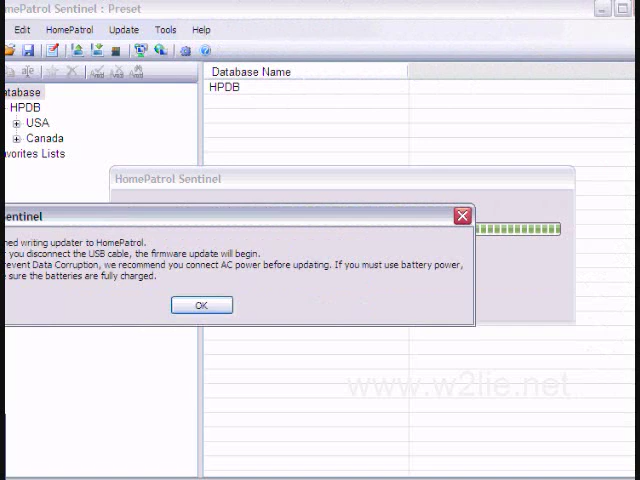 omePatrol Sentinel : Preset
Edit HomePatrol Update Tools Help
Database Name
atabase
HPDB
HPDB
USA
Canada
avorites Lists
HomePatrol Sentinel
entinel
hed writing updater to HomePatrol.
r you disconnect the USB cable, the firmware update will begin.
revent Data Corruption, we recommend you connect AC power before updating. If you must use battery power,
e sure the batteries are fully charged.
OK
www.w2lie.net